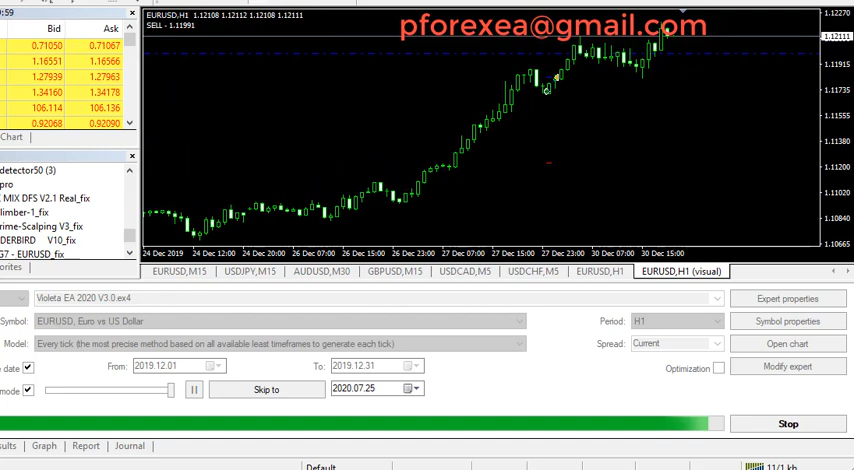 :59
EURUSD,H1 1.12108 1.12112 1.12108 1.12111
SELL - 1.11991
pforexea@gmail.com
Bid Ask
0.71050 0.71067
1.16551 1.16566
1.27939 1.27963
1.34160 1.34178
106.114 106.136
0.92068 0.92090
Chart
1.12270
1.12111
1.11915
1.11735
1.11560
1.11380
1.11200
1.11020
1.10840
1.10665
detector50 (3)
pro
MIX DFS V2.1 Real_fix
limber-1_fix
rime-Scalping V3_fix
DERBIRD V10_fix
G7 - EURUSD_fix
orites
24 Dec 2019 24 Dec 12:00 24 Dec 20:00 26 Dec 07:00 26 Dec 15:00 26 Dec 23:00 27 Dec 07:00 27 Dec 15:00 27 Dec 23:00 30 Dec 07:00 30 Dec 15:00
EURUSD,M15 USDJPY,M15 AUDUSD,M30 GBPUSD,M15 USDCAD,M5 USDCHF,M5 EURUSD,H1 EURUSD,H1 (visual)
Violeta EA 2020 V3.0.ex4 Expert properties
Symbol: EURUSD, Euro vs US Dollar Period: H1 Symbol properties
Model: Every tick (the most precise method based on all available least timeframes to generate each tick) Spread: Current Open chart
e date From: 2019.12.01 To: 2019.12.31 Optimization Modify expert
mode Skip to 2020.07.25
Stop
sults Graph Report Journal
Default 11/1 kb